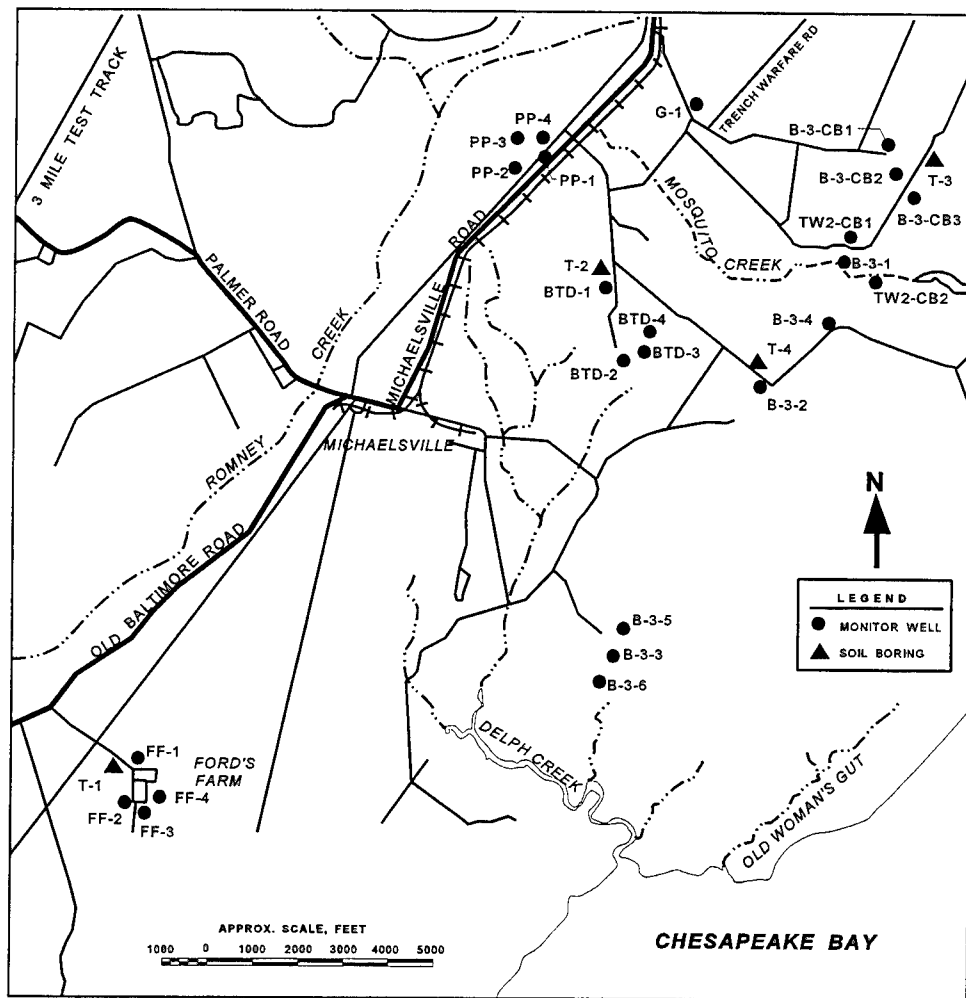 3 MILE TEST TRACK
TRENCH WARFARE RD
G-1
B-3-CB1
PP-4
PP-3
PP-2
PP-1
B-3-CB2
T-3
B-3-CB3
MOSQUITO CREEK
TW2-CB1
B-3-1
TW2-CB2
PALMER ROAD
MICHAELSVILLE ROAD
T-2
BTD-1
BTD-4
BTD-3
BTD-2
B-3-4
T-4
B-3-2
ROMNEY CREEK
MICHAELSVILLE
OLD BALTIMORE ROAD
N
LEGEND
MONITOR WELL
SOIL BORING
B-3-5
B-3-3
B-3-6
DELPH CREEK
OLD WOMAN'S GUT
FF-1
FORD'S
FARM
T-1
FF-4
FF-2
FF-3
APPROX. SCALE, FEET
1000 0 1000 2000 3000 4000 5000
CHESAPEAKE BAY